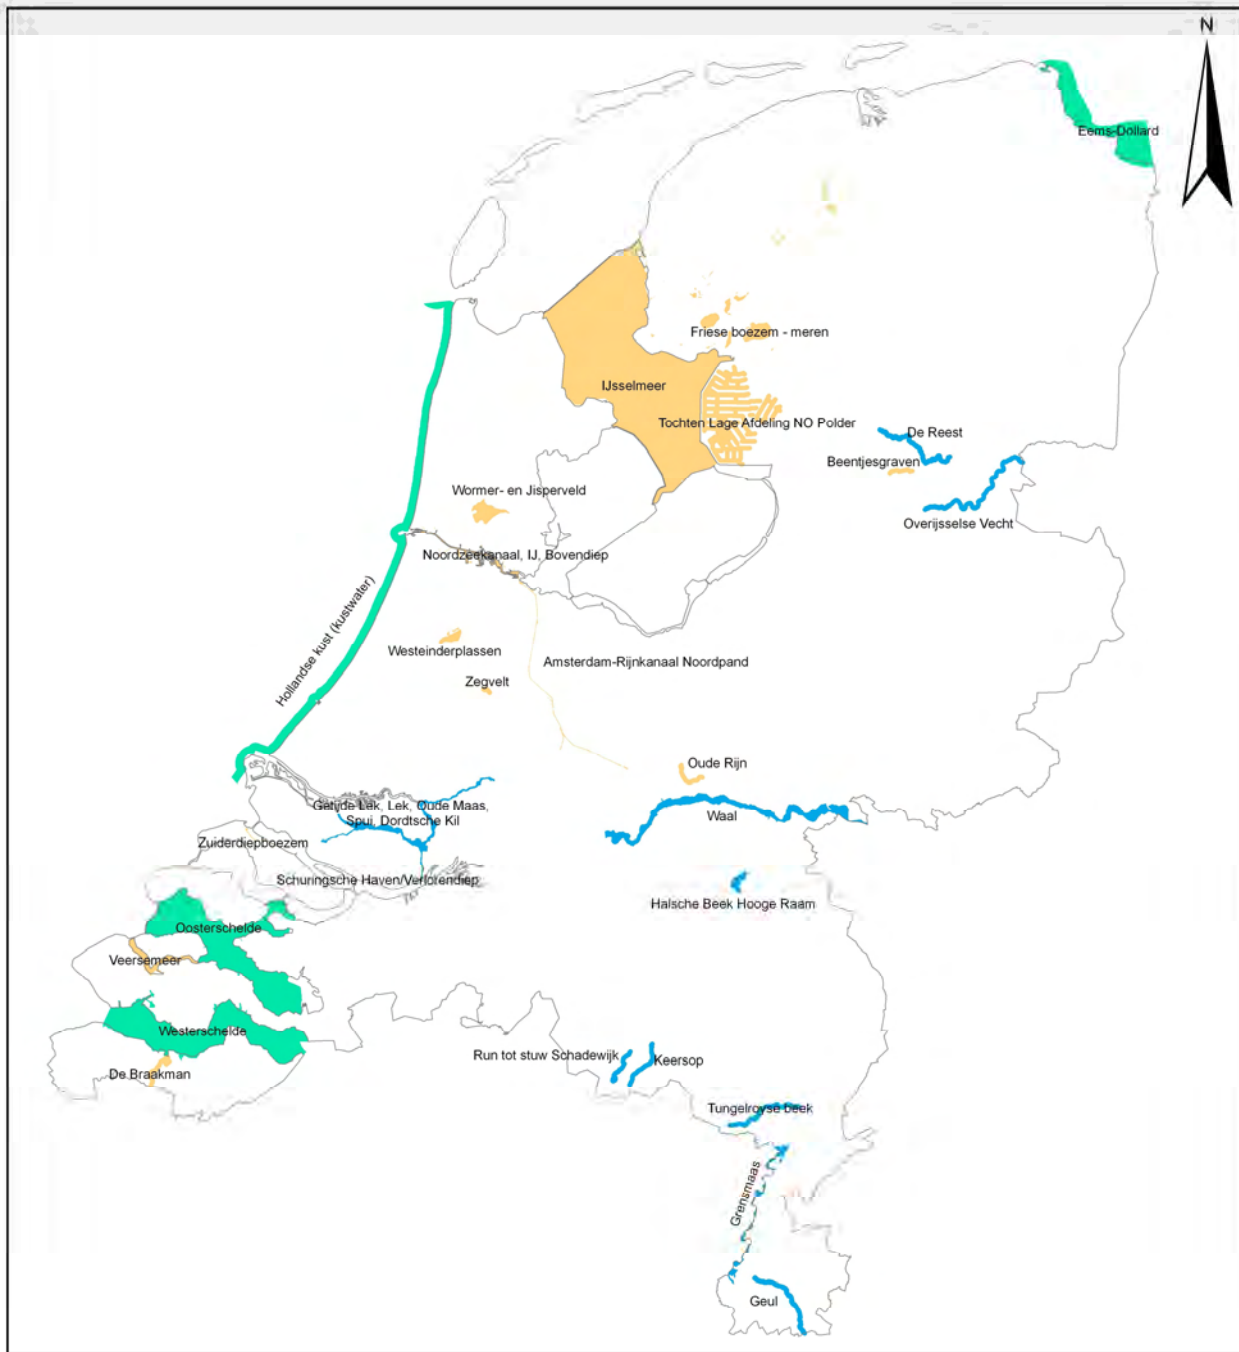 N
Eems-Dollard
Friese boezem - meren
IJsselmeer
Tochten Lage Afdeling NO Polder
De Reest
Beentjesgraven
Wormer- en Jisperveld
Overijsselse Vecht
Noordzeekanaal, IJ, Bovendiep
Hollandse kust (kustwater)
Westeinderplassen
Amsterdam-Rijnkanaal Noordpand
Zegvelt
Oude Rijn
Getijde Lek, Lek, Oude Maas,
Spui, Dordtsche Kil
Waal
Zuiderdiepboezem
Schuringsche Haven/Verlorendiep
Halsche Beek Hooge Raam
Oosterschelde
Veersemeer
Westerschelde
Run tot stuw Schadewijk
Keersop
De Braakman
Tungelroyse beek
Grensmaas
Geul